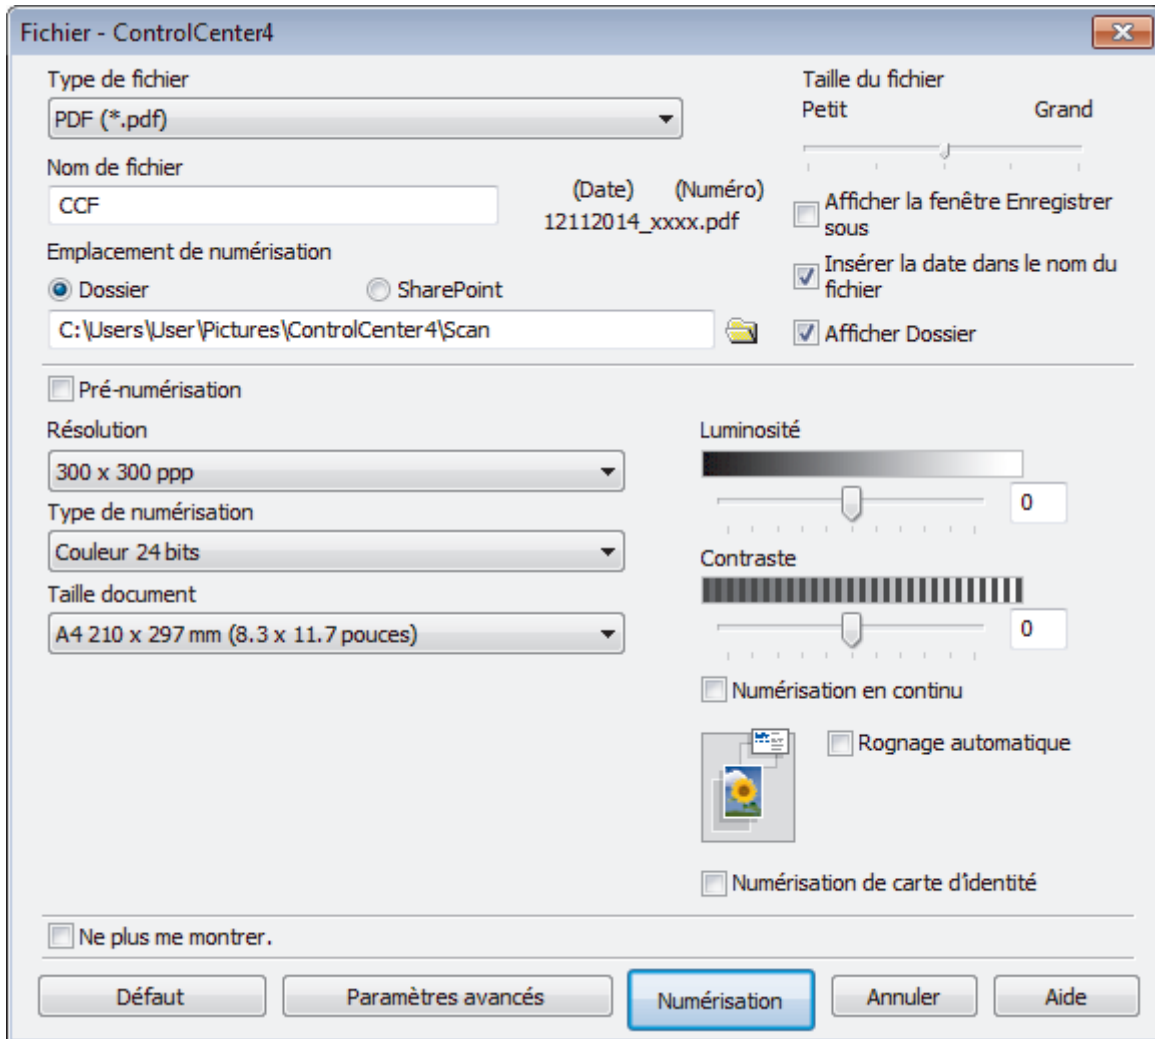 Fichier - ControlCenter4
Type de fichier
PDF (*.pdf)
Taille du fichier
Petit Grand
Nom de fichier
CCF
(Date) (Numéro)
12112014_xxxx.pdf
Afficher la fenêtre Enregistrer
sous
Emplacement de numérisation
Dossier SharePoint
Insérer la date dans le nom du
fichier
C:\Users\User\Pictures\ControlCenter4\Scan
Afficher Dossier
Pré-numérisation
Résolution
300 x 300 ppp
Type de numérisation
Couleur 24 bits
Taille document
A4 210 x 297 mm (8.3 x 11.7 pouces)
Luminosité
0
Contraste
0
Numérisation en continu
Rognage automatique
Numérisation de carte d'identité
Ne plus me montrer.
Défaut Paramètres avancés Numérisation Annuler Aide